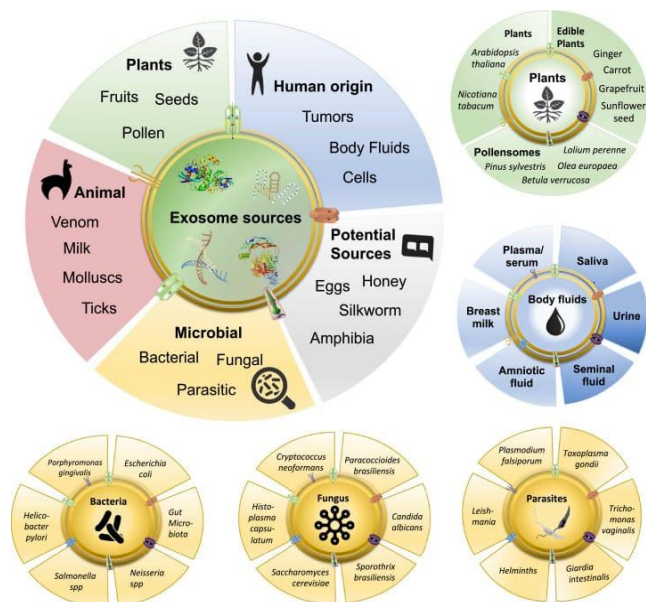 Plants
Fruits Seeds
Pollen
Human origin
Tumors
Body Fluids
Cells
Animal
Venom
Milk
Molluscs
Ticks
Exosome sources
Potential
Sources
Eggs Honey
Silkworm
Amphibia
Microbial
Bacterial Fungal
Parasitic
Plants
Arabidopsis
thaliana
Nicotiana
tabacum
Edible
Plants
Ginger
Carrot
Grapefruit
Sunflower
seed
Plants
Pollensomes
Pinus sylvestris
Lolium perenne
Olea europaea
Betula verrucosa
Plasma/
serum
Saliva
Breast
milk
Body fluids
Urine
Amniotic
fluid
Seminal
fluid
Porphyromonas
gingivalis
Escherichia
coli
Helico-
bacter
pylori
Bacteria
Gut
Micro-
biota
Salmonella
spp
Neisseria
spp
Cryptococcus
neoformans
Paracoccioides
brasiliensis
Histo-
plasma
capsu-
latum
Fungus
Candida
albicans
Saccharomyces
cerevisiae
Sporothrix
brasiliensis
Plasmodium
falsiporum
Toxoplasma
gondii
Leish-
mania
Parasites
Tricho-
monas
vaginalis
Helminths
Giardia
intestinalis